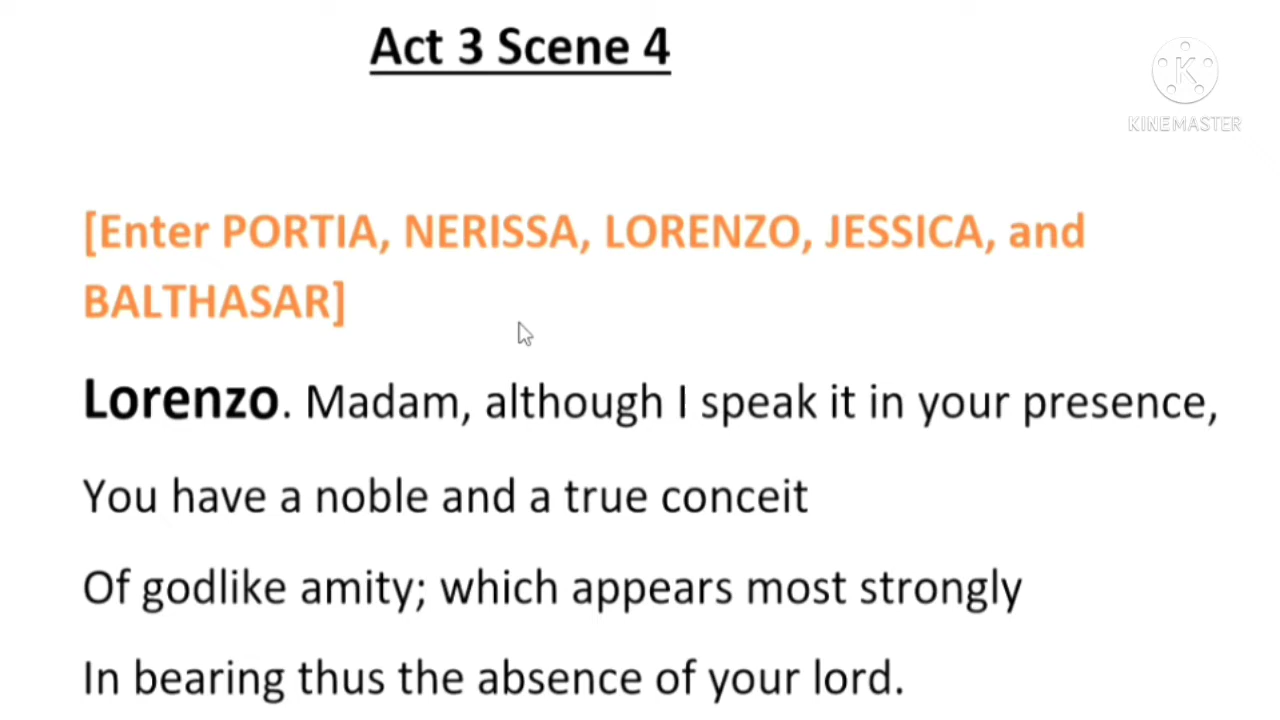 Act 3 Scene 4
KINEMASTER
[Enter PORTIA, NERISSA, LORENZO, JESSICA, and
BALTHASAR]
Lorenzo. Madam, although I speak it in your presence,
You have a noble and a true conceit
Of godlike amity; which appears most strongly
In bearing thus the absence of your lord.